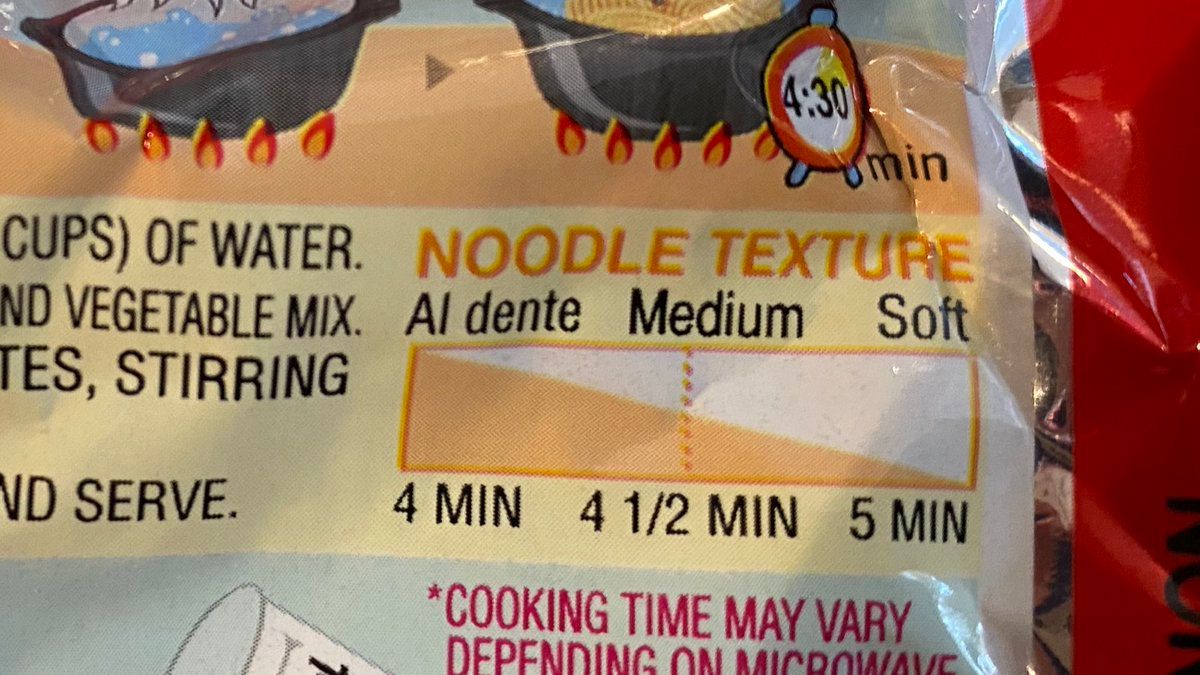 4:30
min
CUPS) OF WATER.
ND VEGETABLE MIX.
TES, STIRRING
ND SERVE.
NOODLE TEXTURE
Al dente Medium Soft
4 MIN 4 1/2 MIN 5 MIN
*COOKING TIME MAY VARY
DEPENDING ON MICROWAVE
NON